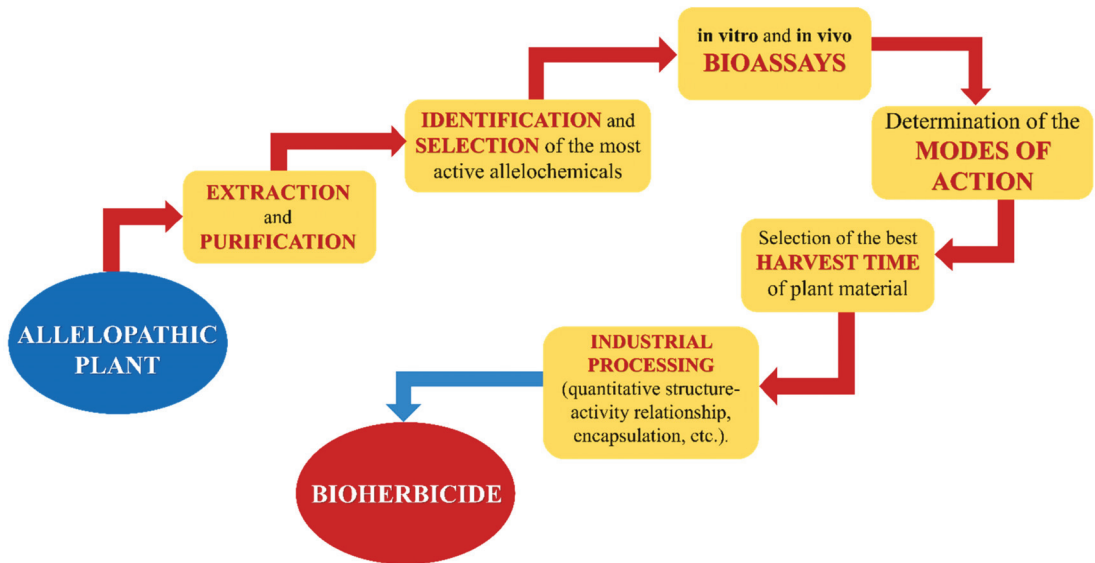 ALLELOPATHIC
PLANT
EXTRACTION
and
PURIFICATION
IDENTIFICATION and
SELECTION of the most
active allelochemicals
in vitro and in vivo
BIOASSAYS
Determination of the
MODES OF
ACTION
Selection of the best
HARVEST TIME
of plant material
INDUSTRIAL
PROCESSING
(quantitative structure-
activity relationship,
encapsulation, etc.).
BIOHERBICIDE